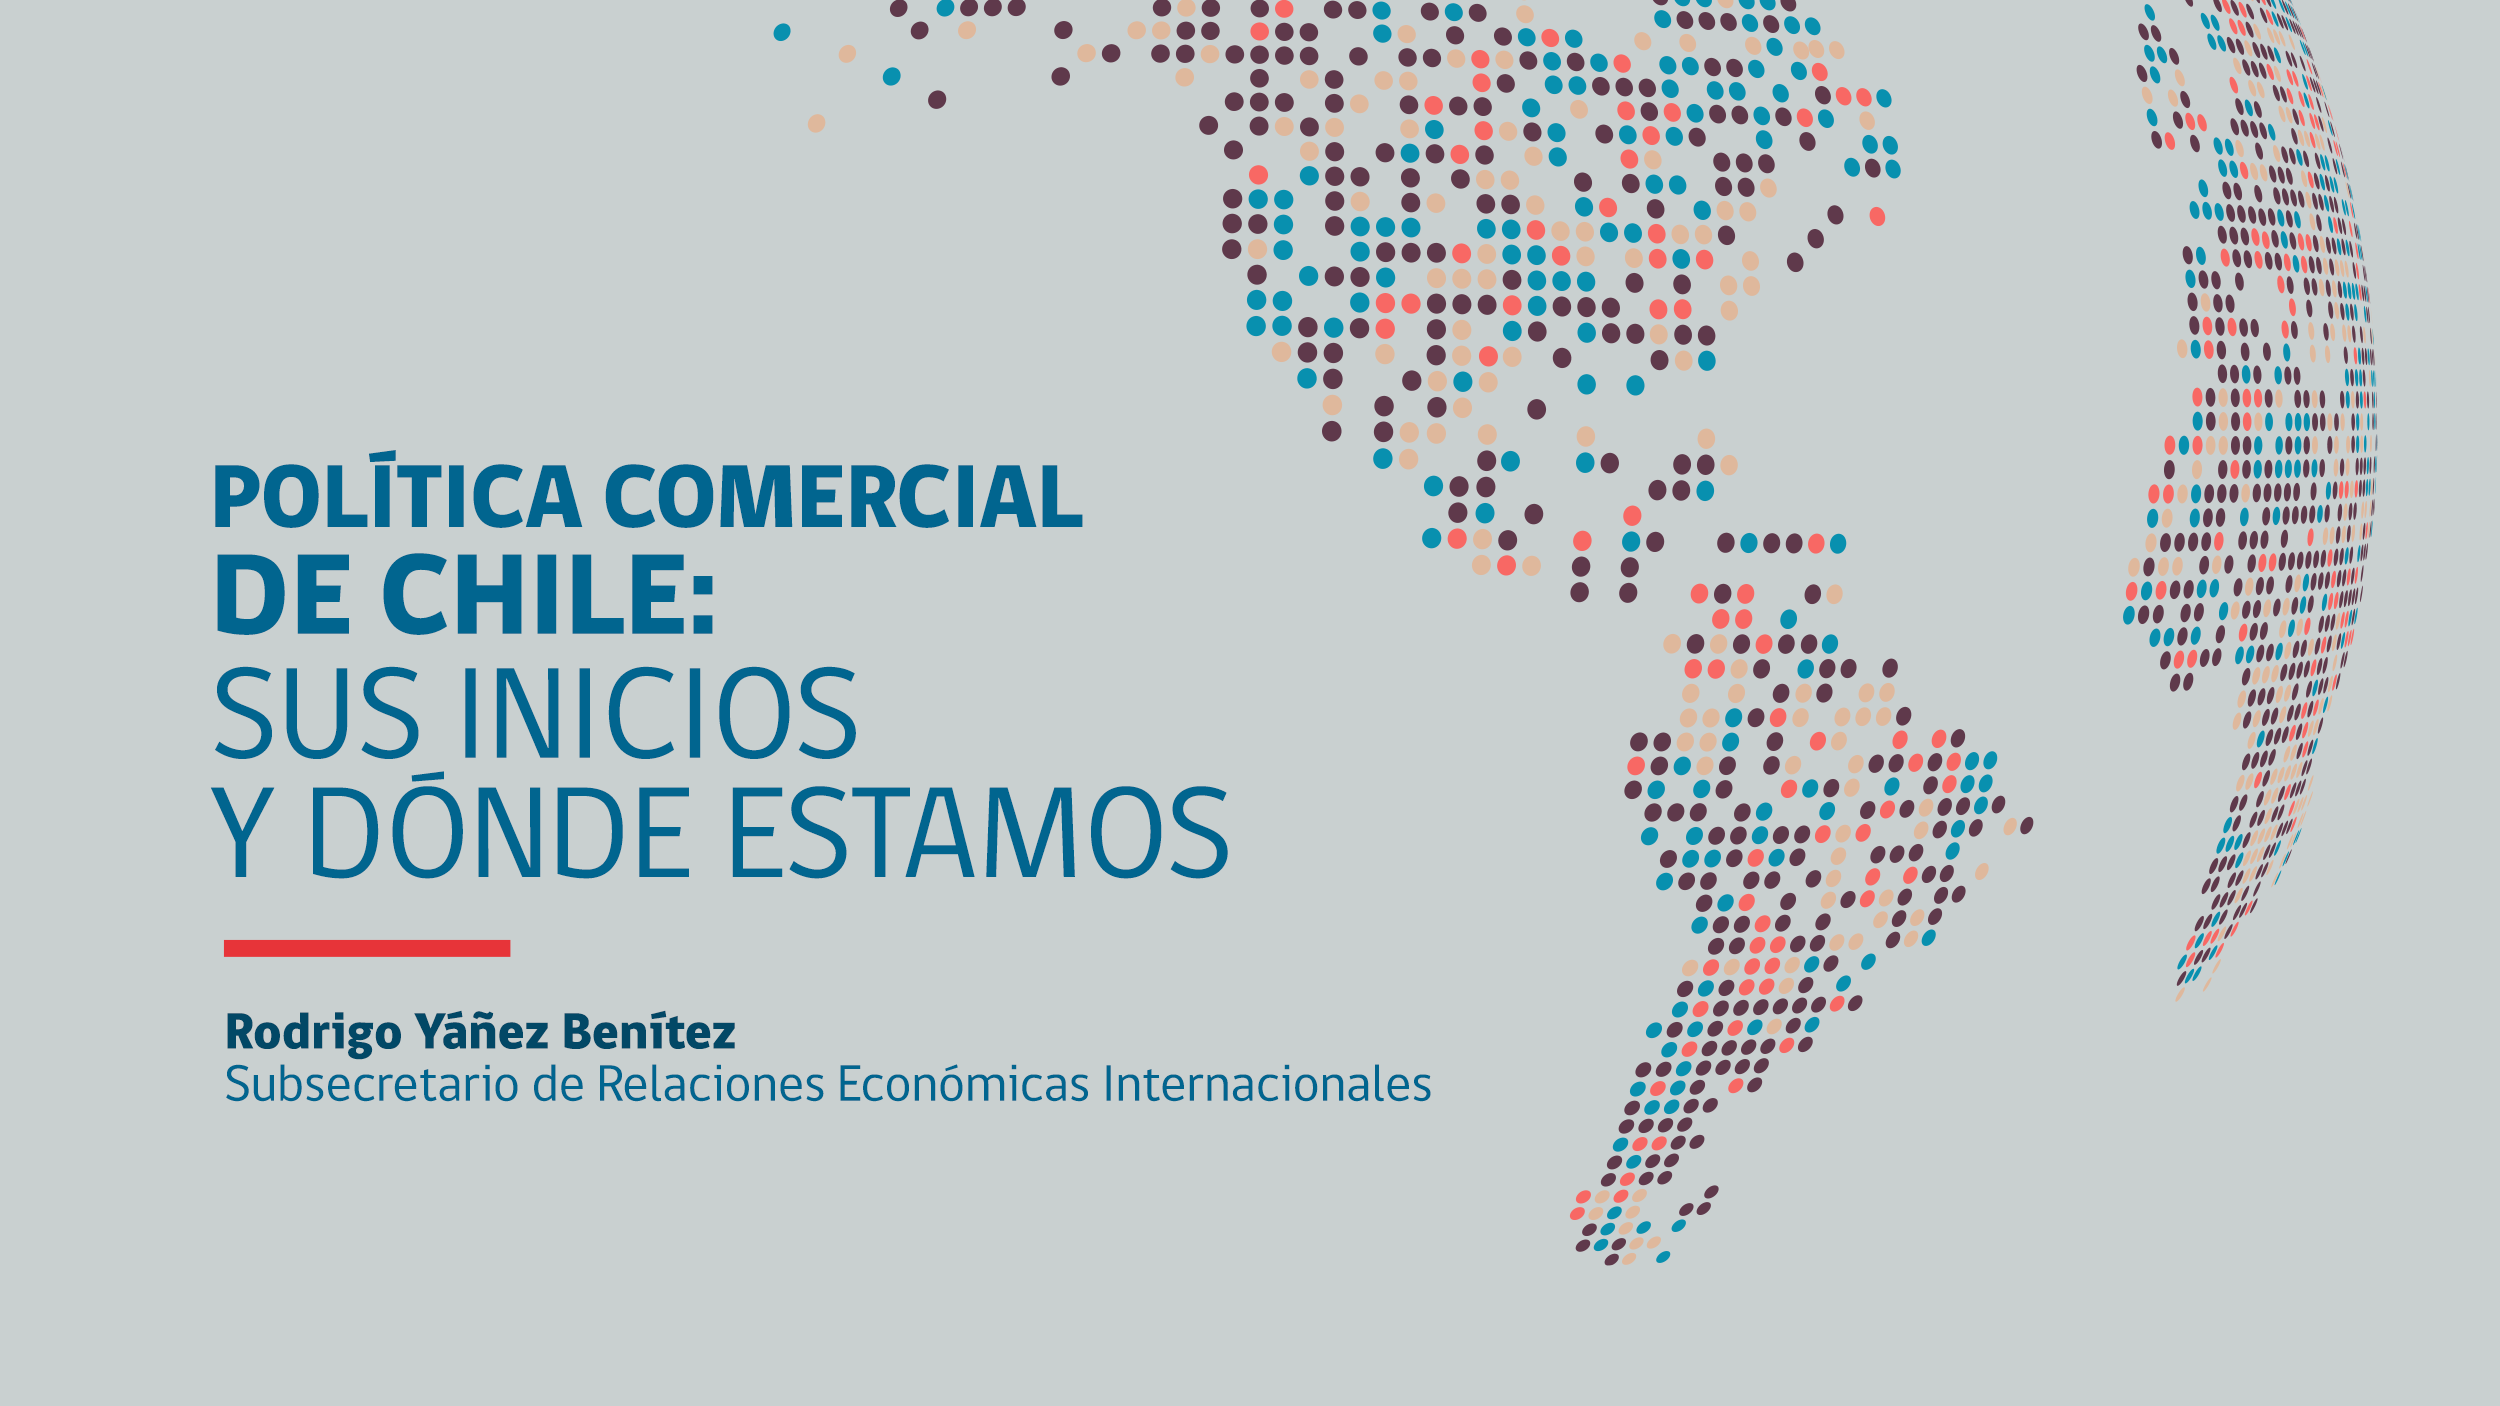 POLÍTICA COMERCIAL
DE CHILE:
SUS INICIOS
Y DÓNDE ESTAMOS
Rodrigo Yáñez Benítez
Subsecretario de Relaciones Económicas Internacionales